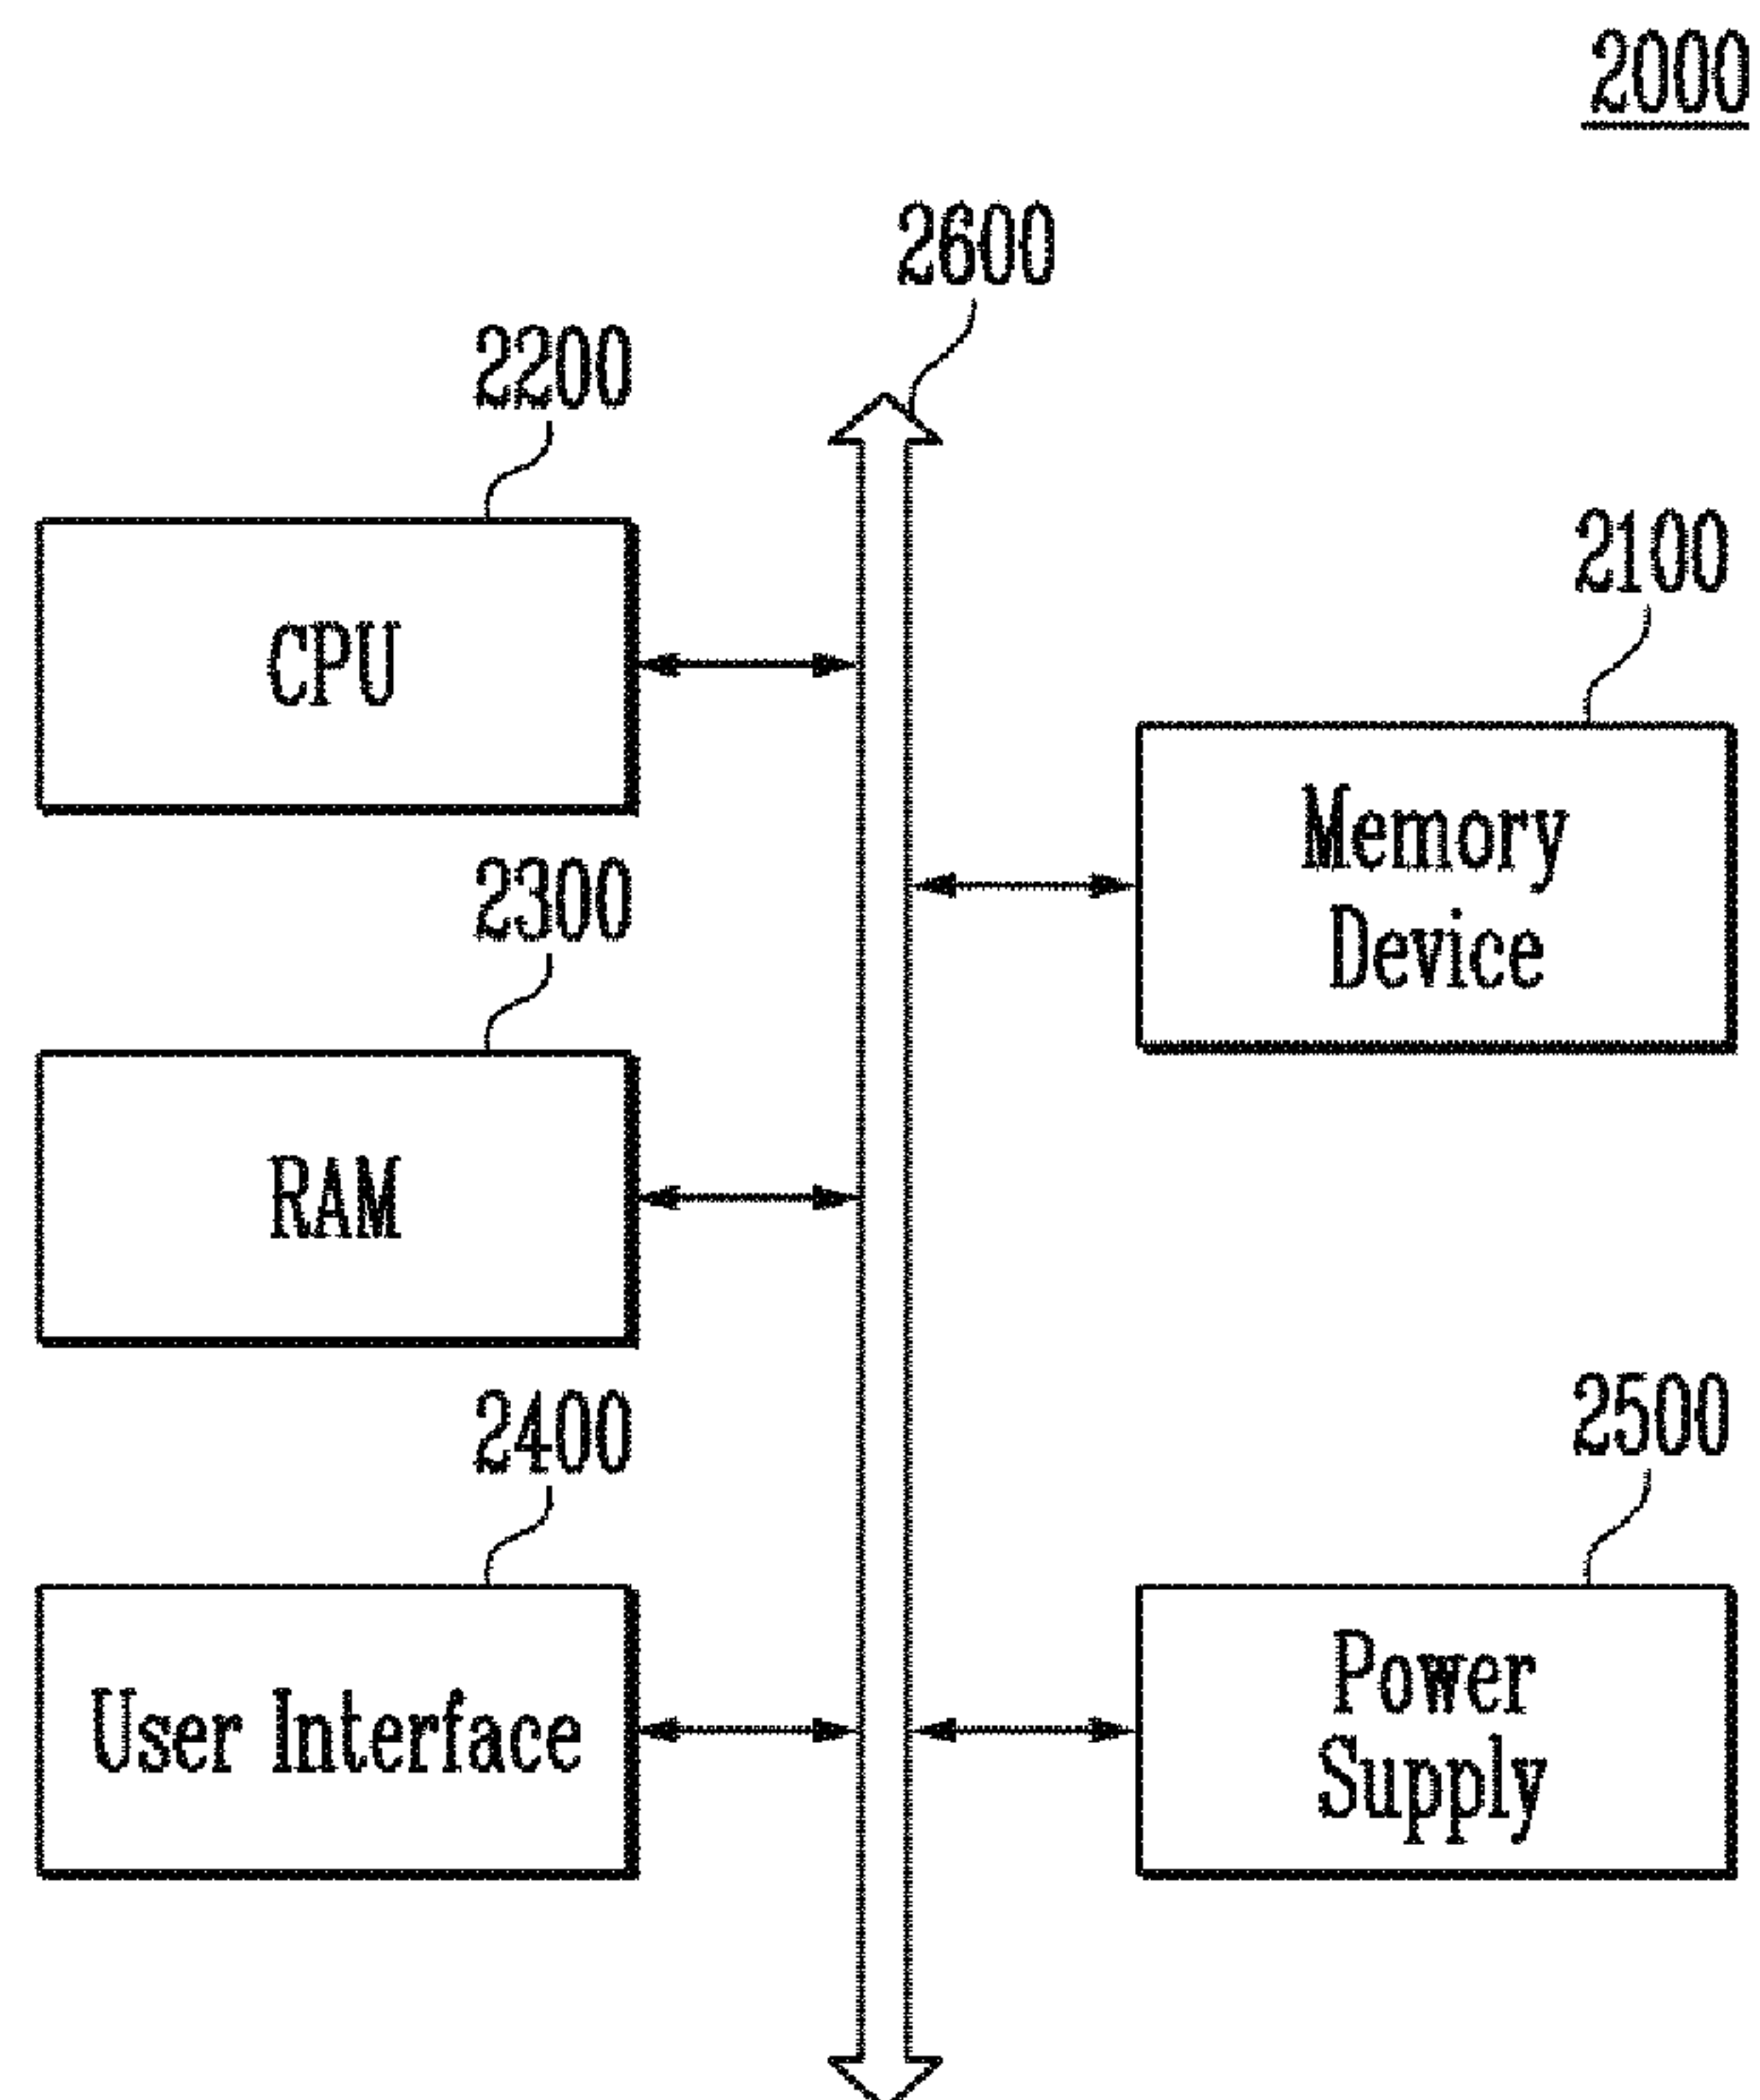 2000
2600
2200
CPU
2100
Memory
Device
2300
RAM
2400
User Interface
2500
Power
Supply